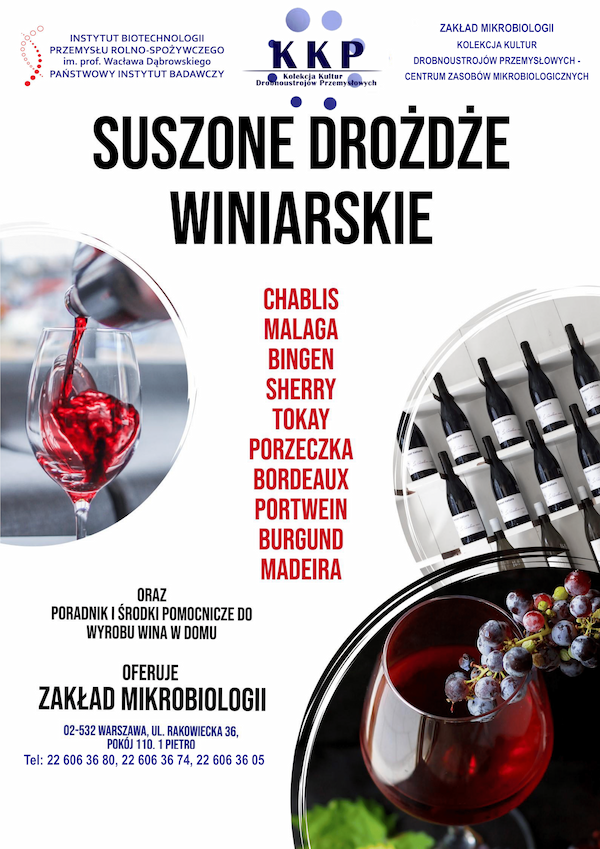 INSTYTUT BIOTECHNOLOGII
PRZEMYSŁU ROLNO-SPOŻYWCZEGO
im. prof. Wacława Dąbrowskiego
PAŃSTWOWY INSTYTUT BADAWCZY
KKP
Kolekcja Kultur
Drobnoustrojów Przemysłowych
ZAKŁAD MIKROBIOLOGII
KOLEKCJA KULTUR
DROBNOUSTROJÓW PRZEMYSŁOWYCH -
CENTRUM ZASOBÓW MIKROBIOLOGICZNYCH
SUSZONE DROŻDŻE
WINIARSKIE
CHABLIS
MALAGA
BINGEN
SHERRY
TOKAY
PORZECZKA
BORDEAUX
PORTWEIN
BURGUND
MADEIRA
ORAZ
PORADNIK I ŚRODKI POMOCNICZE DO
WYROBU WINA W DOMU
OFERUJE
ZAKŁAD MIKROBIOLOGII
02-532 WARSZAWA, UL. RAKOWIECKA 36,
POKÓJ 110. 1 PIETRO
Tel: 22 606 36 80, 22 606 36 74, 22 606 36 05